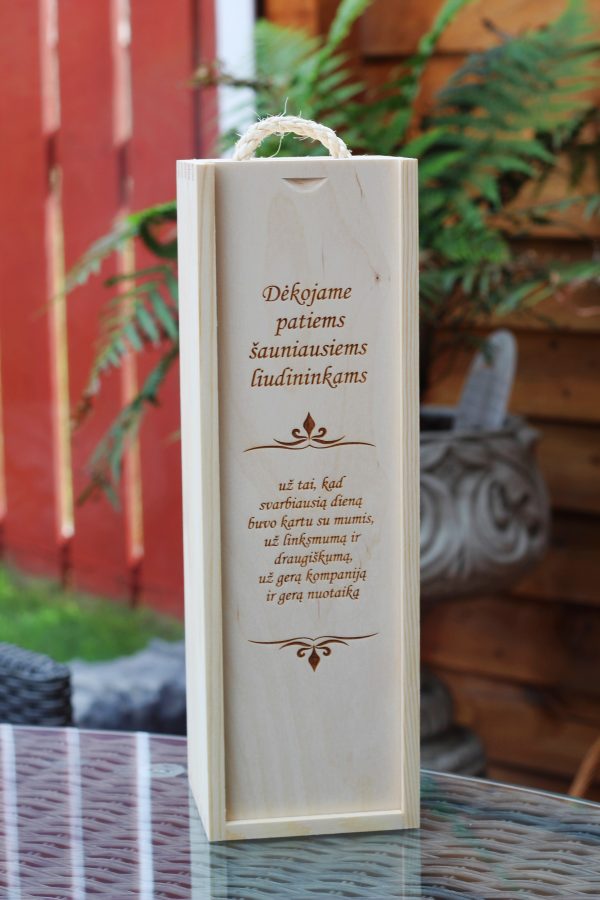 Dėkojame
patiems
šauniausiems
liudininkams
už tai, kad
svarbiausią dieną
buvo kartu su mumis,
už linksmumą ir
draugiškumą,
už gerą kompaniją
ir gerą nuotaiką